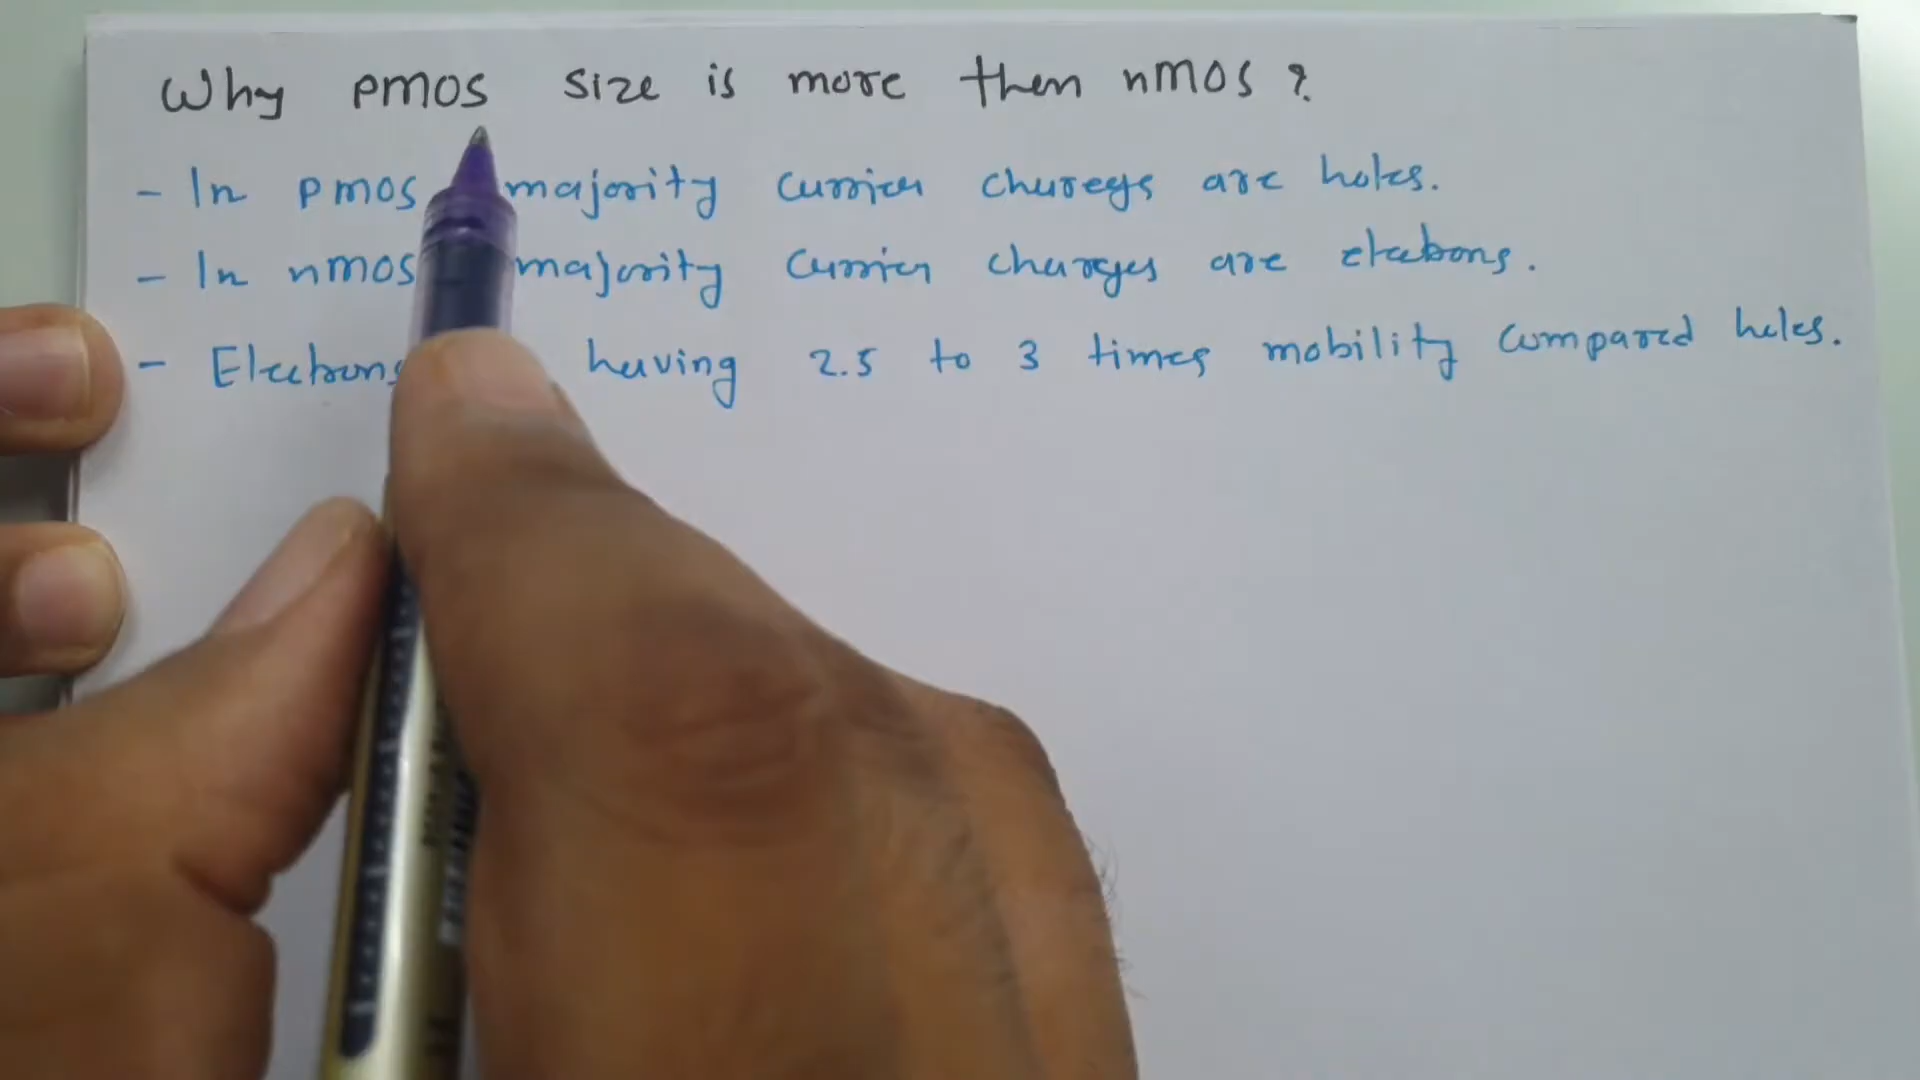 Why PMOS size is more then nMOS ?
- In PMOS majority carrier charges are holes.
- In nMOS majority carrier charges are electrons.
- Electrons having 2.5 to 3 times mobility compared holes.